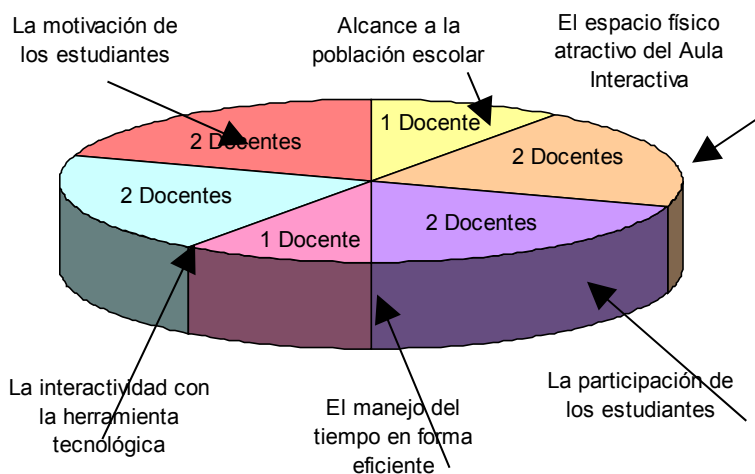 La motivación de
los estudiantes
Alcance a la
población escolar
El espacio físico
atractivo del Aula
Interactiva
1 Docente
2 Docentes
2 Docentes
2 Docentes
2 Docentes
1 Docente
La interactividad con
la herramienta
tecnológica
El manejo del
tiempo en forma
eficiente
La participación de
los estudiantes